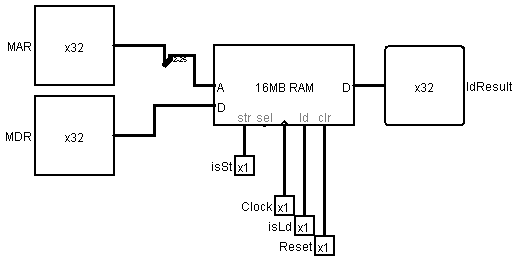 MAR x32
2-25
A 16MB RAM D x32 ldResult
D
MDR x32
str sel ld clr
isSt x1
Clock x1
isLd x1
Reset x1